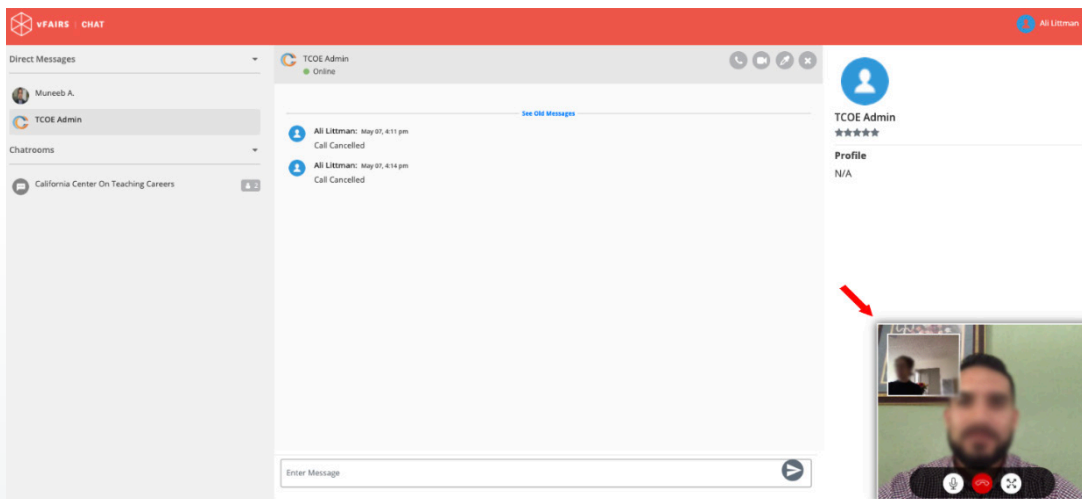 vFAIRS | CHAT
Ali Littman
Direct Messages
Muneeb A.
TCOE Admin
Chatrooms
California Center On Teaching Careers
2
TCOE Admin
Online
See Old Messages
Ali Littman: May 07, 4:11 pm
Call Cancelled
Ali Littman: May 07, 4:14 pm
Call Cancelled
Enter Message
TCOE Admin
Profile
N/A